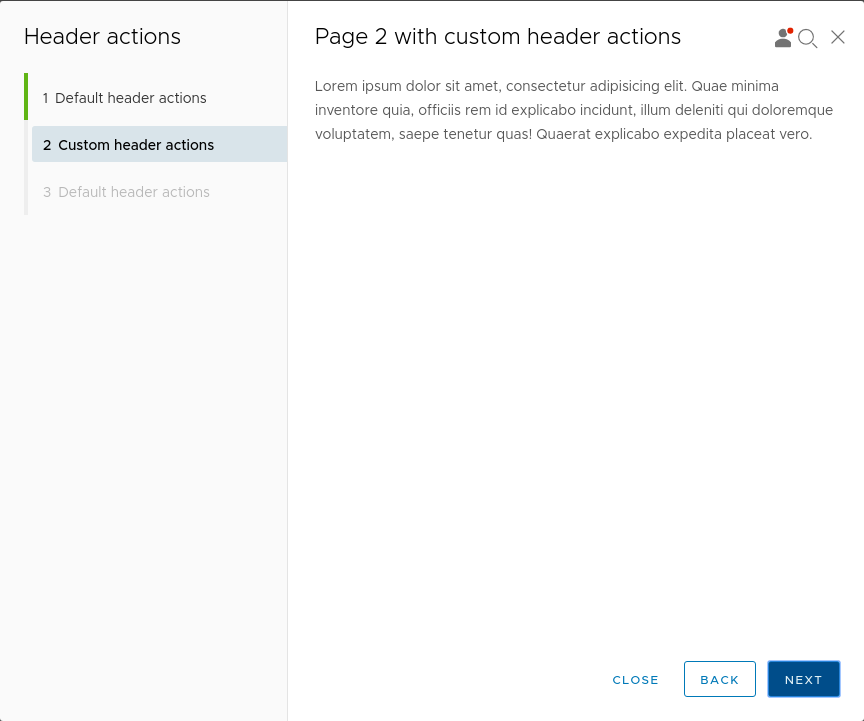 Header actions
1 Default header actions
2 Custom header actions
3 Default header actions
Page 2 with custom header actions
Lorem ipsum dolor sit amet, consectetur adipisicing elit. Quae minima
inventore quia, officiis rem id explicabo incidunt, illum deleniti qui doloremque
voluptatem, saepe tenetur quas! Quaerat explicabo expedita placeat vero.
CLOSE
BACK
NEXT